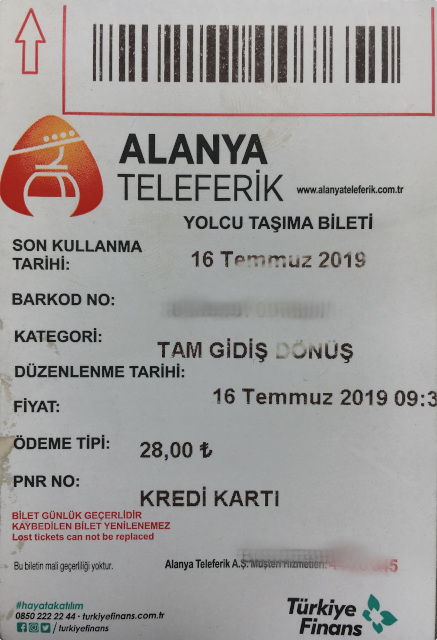 ALANYA
TELEFERİK www.alanyateleferik.com.tr
YOLCU TAŞIMA BİLETİ
SON KULLANMA
TARİHİ: 16 Temmuz 2019
BARKOD NO:
KATEGORİ:
TAM GİDİŞ DÖNÜŞ
DÜZENLENME TARİHİ:
16 Temmuz 2019 09:3
FİYAT:
ÖDEME TİPİ: 28,00 ₺
PNR NO:
KREDİ KARTI
BİLET GÜNLÜK GEÇERLİDİR
KAYBEDİLEN BİLET YENİLENEMEZ
Lost tickets can not be replaced
Bu biletin mali geçerliliği yoktur. Alanya Teleferik A.Ş. Müşteri Hizmetleri:
#hayatakatılım
0850 222 22 44 · turkiyefinans.com.tr
/ turkiyefinans
Türkiye
Finans